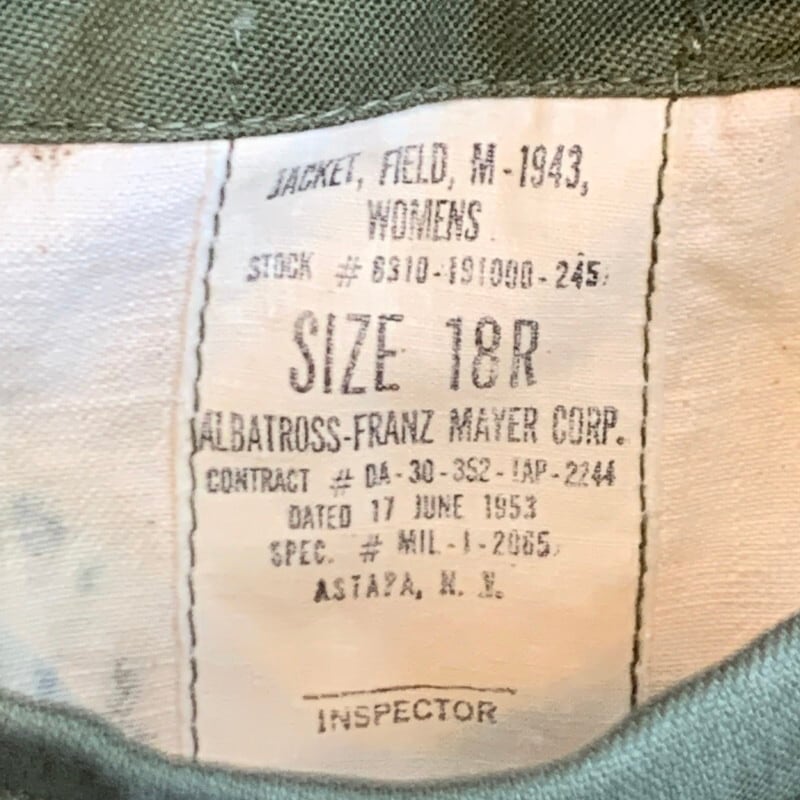 JACKET, FIELD, M-1943,
WOMENS
STOCK # 8310-191000-245
SIZE 18R
ALBATROSS-FRANZ MAYER CORP.
CONTRACT # DA-30-352-TAP-2244
DATED 17 JUNE 1953
SPEC. # MIL-I-2065
ASTAPA, N. Y.
INSPECTOR